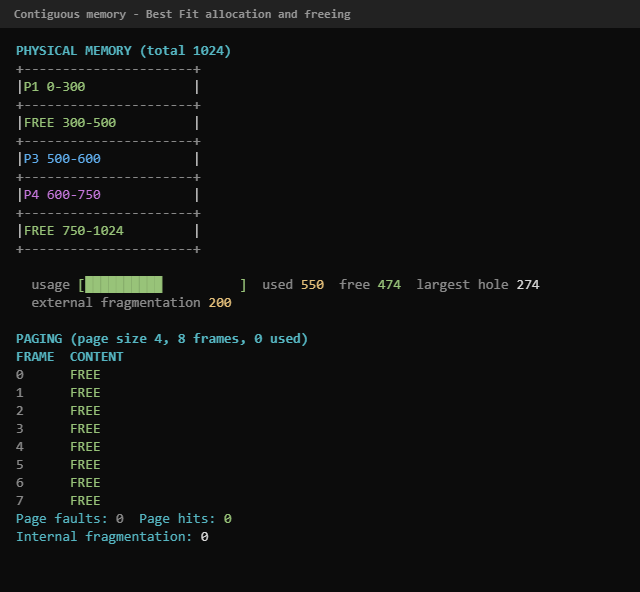 Contiguous memory - Best Fit allocation and freeing
PHYSICAL MEMORY (total 1024)
+----------------------+
|P1 0-300              |
+----------------------+
|FREE 300-500          |
+----------------------+
|P3 500-600            |
+----------------------+
|P4 600-750            |
+----------------------+
|FREE 750-1024         |
+----------------------+
usage [██████████          ]  used 550  free 474  largest hole 274
external fragmentation 200
PAGING (page size 4, 8 frames, 0 used)
FRAME  CONTENT
0      FREE
1      FREE
2      FREE
3      FREE
4      FREE
5      FREE
6      FREE
7      FREE
Page faults: 0  Page hits: 0
Internal fragmentation: 0